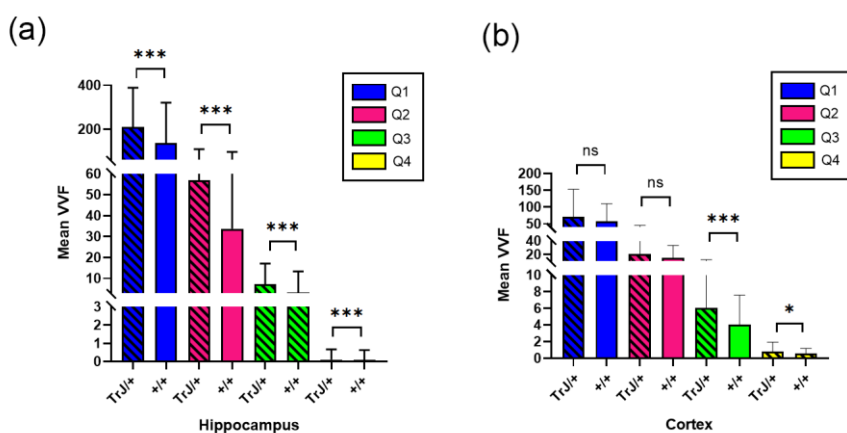 (a)
Mean VVF
400
200
60
50
40
30
20
10
3
2
1
0
***
***
***
***
Q1
Q2
Q3
Q4
TrJ/+
+/+
TrJ/+
+/+
TrJ/+
+/+
TrJ/+
+/+
Hippocampus
(b)
Mean VVF
200
150
100
50
40
20
10
8
6
4
2
0
ns
ns
***
*
Q1
Q2
Q3
Q4
TrJ/+
+/+
TrJ/+
+/+
TrJ/+
+/+
TrJ/+
+/+
Cortex